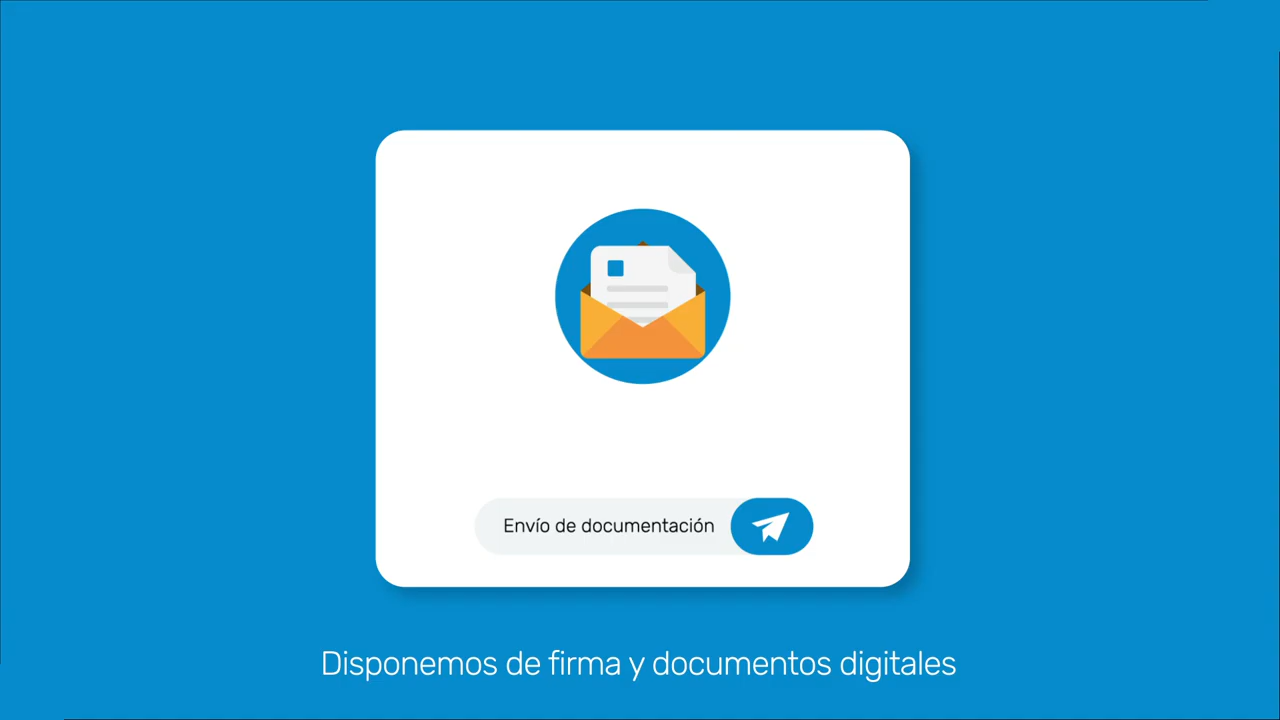 Envío de documentación
Disponemos de firma y documentos digitales